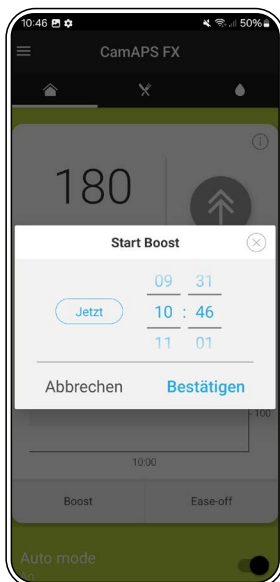 10:46 50%
CamAPS FX
180
Start Boost
09 31
Jetzt 10 : 46
11 01
Abbrechen Bestätigen
100
10:00
Boost Ease-off
Auto mode
An